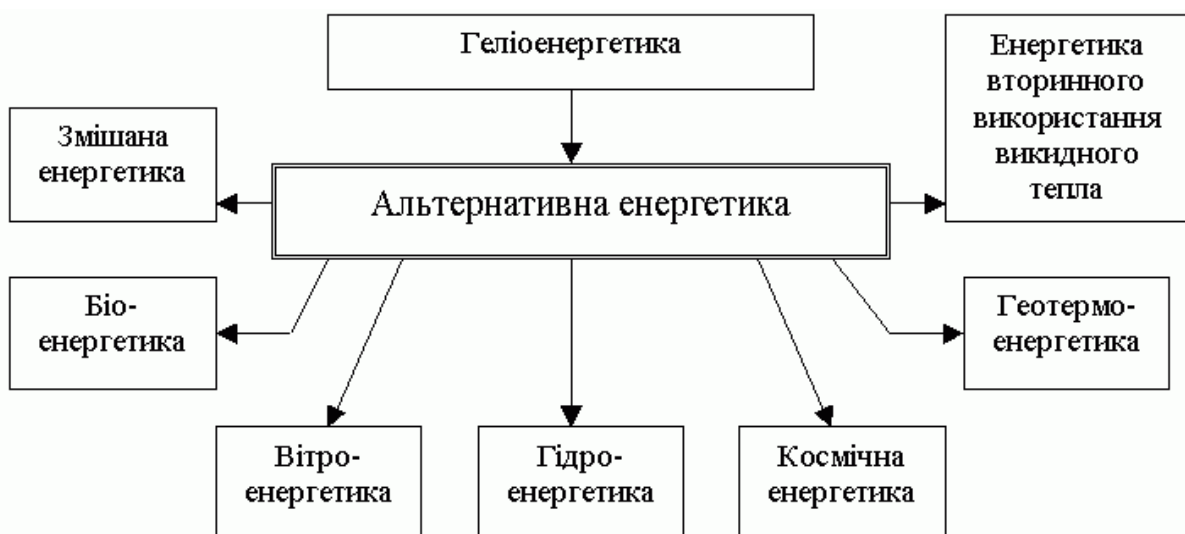 Геліоенергетика
Енергетика
вторинного
використання
викидного
тепла
Змішана
енергетика
Альтернативна енергетика
Біо-
енергетика
Геотермо-
енергетика
Вітро-
енергетика
Гідро-
енергетика
Космічна
енергетика